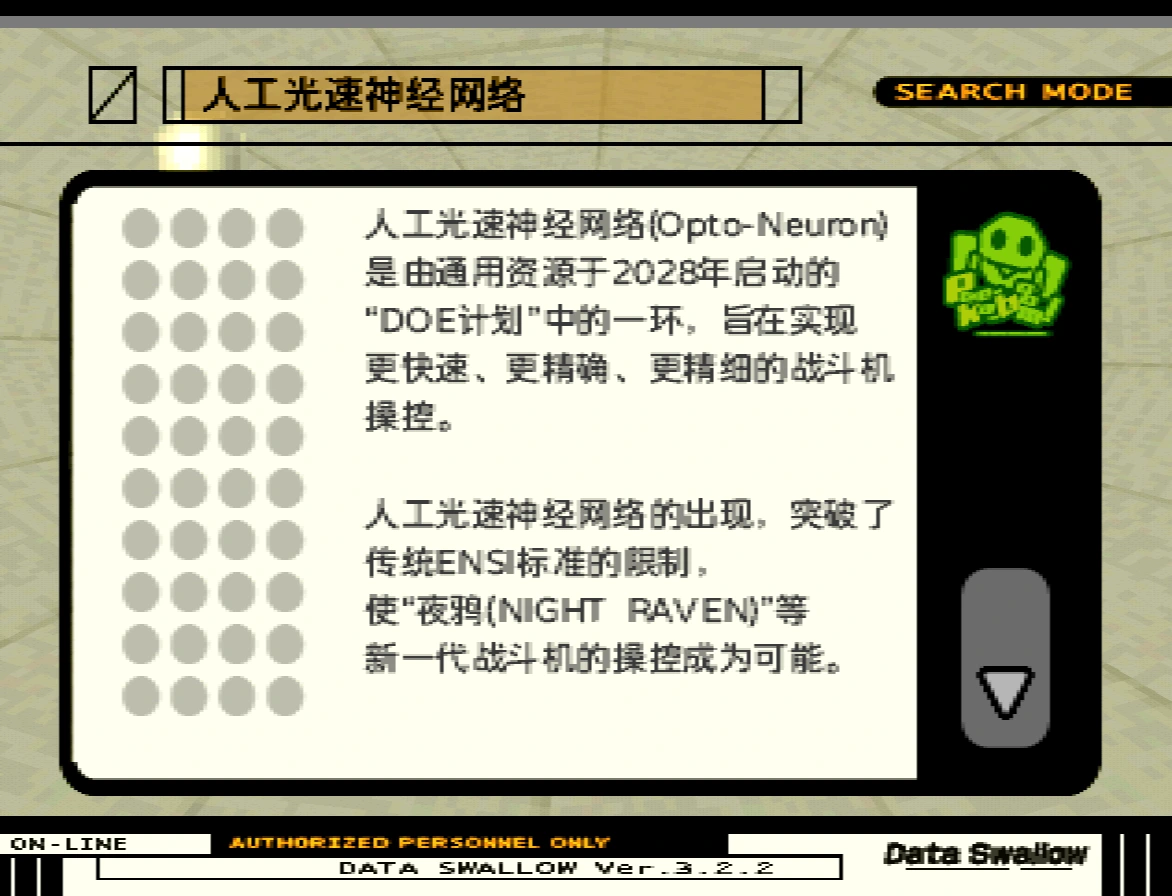 人工光速神经网络
SEARCH MODE
人工光速神经网络(Opto-Neuron)
是由通用资源于2028年启动的
“DOE计划”中的一环，旨在实现
更快速、更精确、更精细的战斗机
操控。
人工光速神经网络的出现，突破了
传统ENSI标准的限制，
使“夜鸦(NIGHT RAVEN)”等
新一代战斗机的操控成为可能。
ON-LINE
AUTHORIZED PERSONNEL ONLY
DATA SWALLOW Ver.3.2.2
Data Swallow